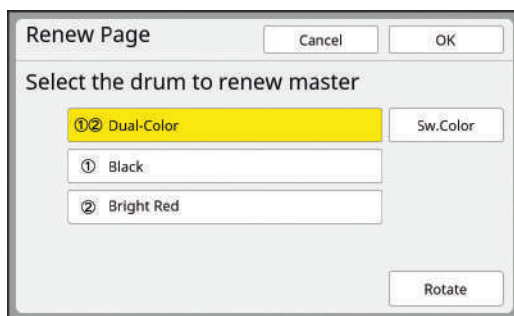 Renew Page Cancel OK
Select the drum to renew master
①② Dual-Color Sw.Color
① Black
② Bright Red
Rotate